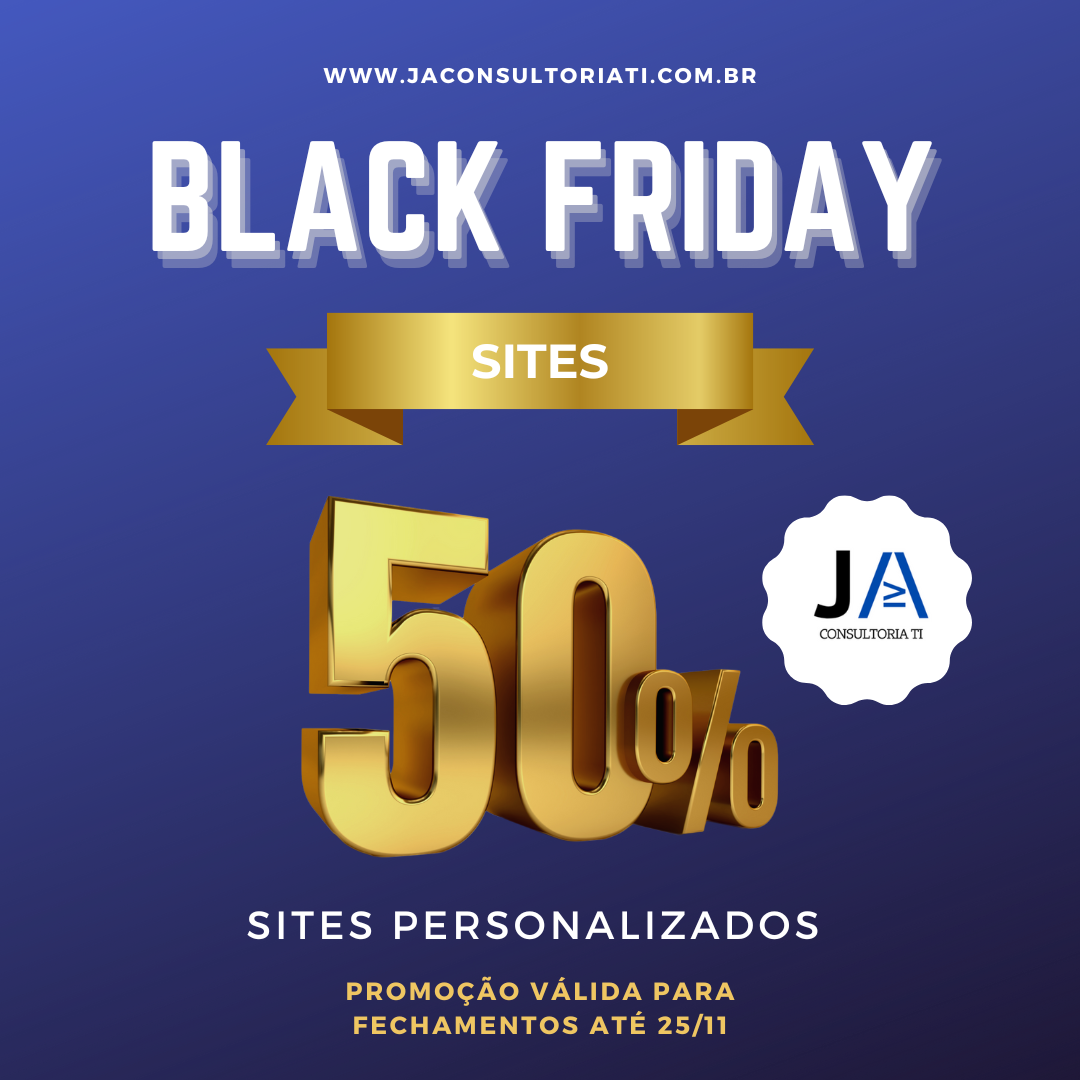 WWW.JACONSULTORIATI.COM.BR
BLACK FRIDAY
SITES
50%
JA
CONSULTORIA TI
SITES PERSONALIZADOS
PROMOÇÃO VÁLIDA PARA
FECHAMENTOS ATÉ 25/11